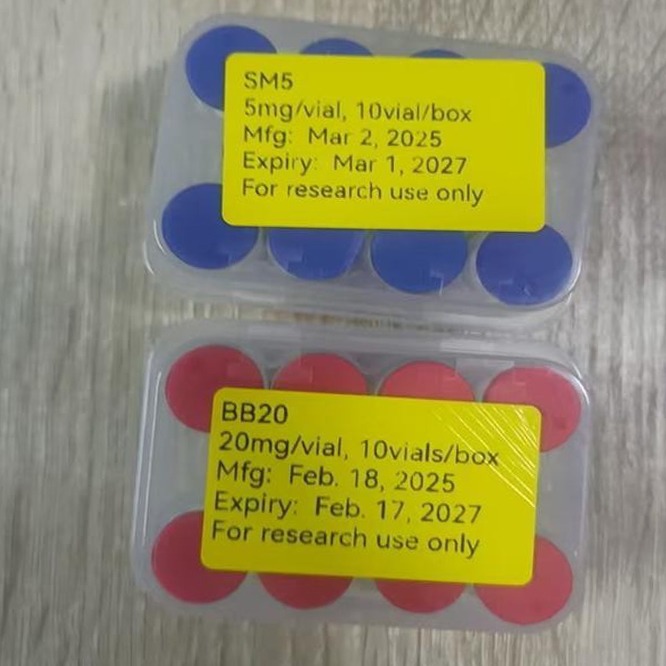 SM5
5mg/vial, 10vial/box
Mfg: Mar 2, 2025
Expiry: Mar 1, 2027
For research use only
BB20
20mg/vial, 10vials/box
Mfg: Feb. 18, 2025
Expiry: Feb. 17, 2027
For research use only